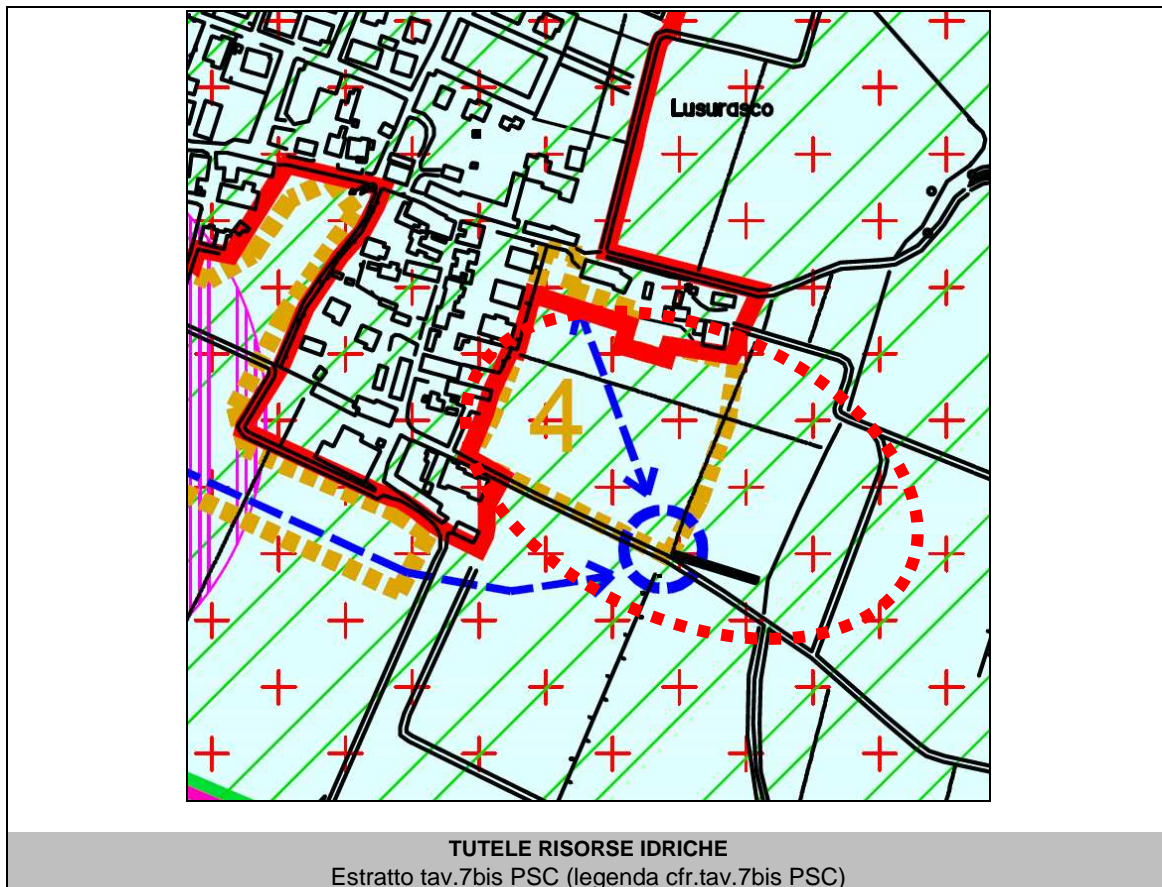 Lusurasco
4
TUTELE RISORSE IDRICHE
Estratto tav.7bis PSC (legenda cfr.tav.7bis PSC)